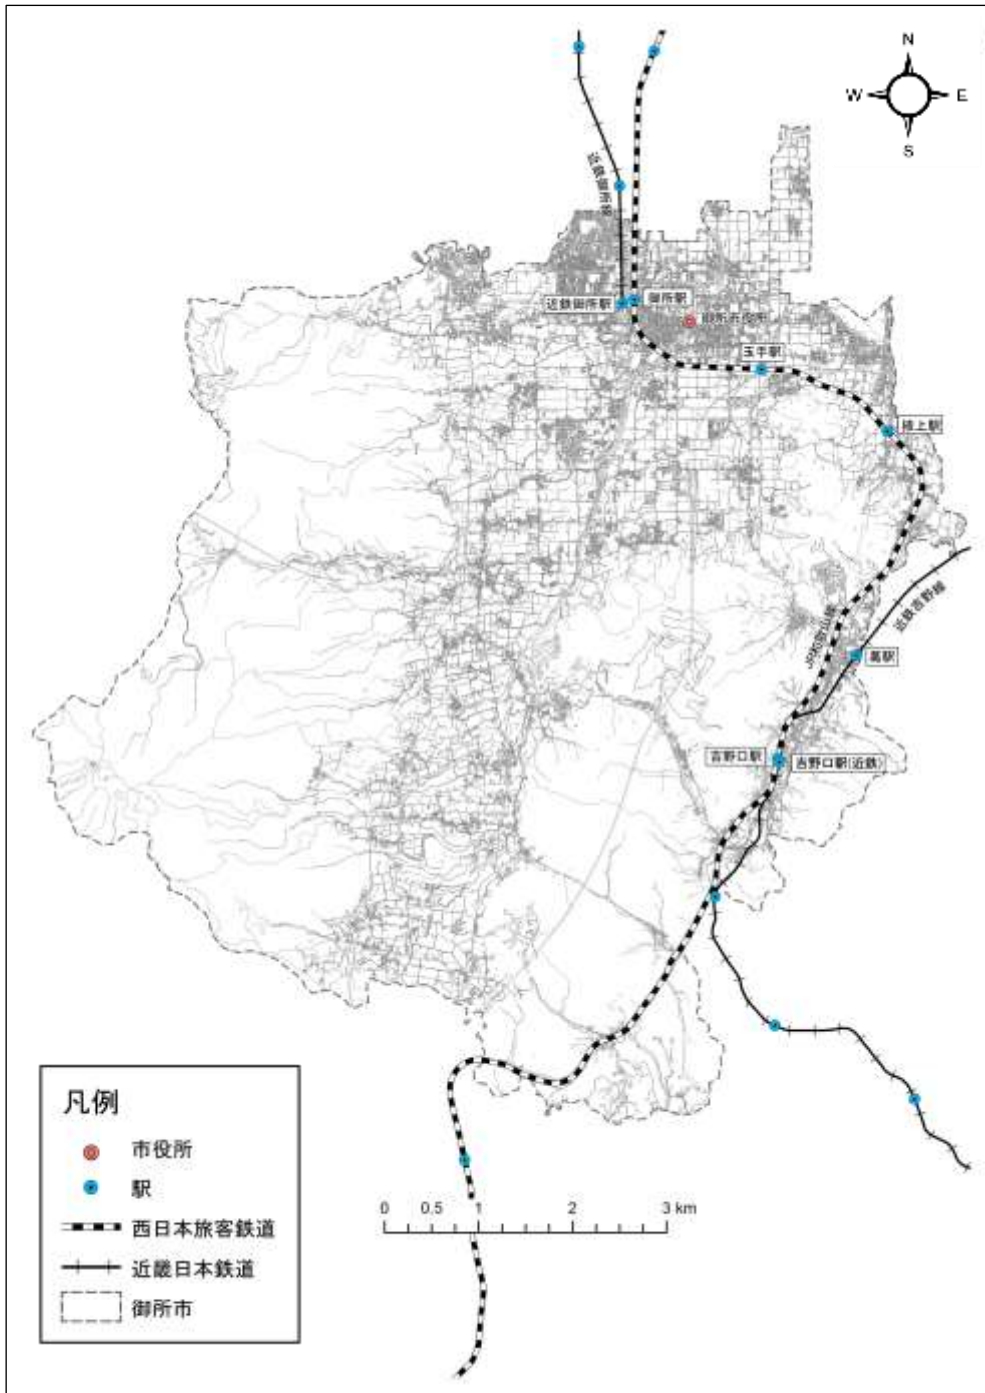 N
W E
S
近鉄御所線
近鉄御所駅
御所駅
御所市役所
玉手駅
掖上駅
近鉄吉野線
JR和歌山線
葛駅
吉野口駅
吉野口駅(近鉄)
凡例
市役所
駅
西日本旅客鉄道
近畿日本鉄道
御所市
0 0.5 1 2 3 km